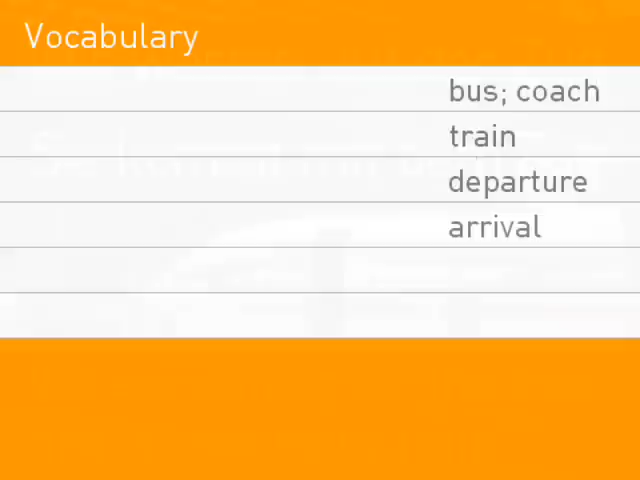 Vocabulary
bus; coach
train
departure
arrival